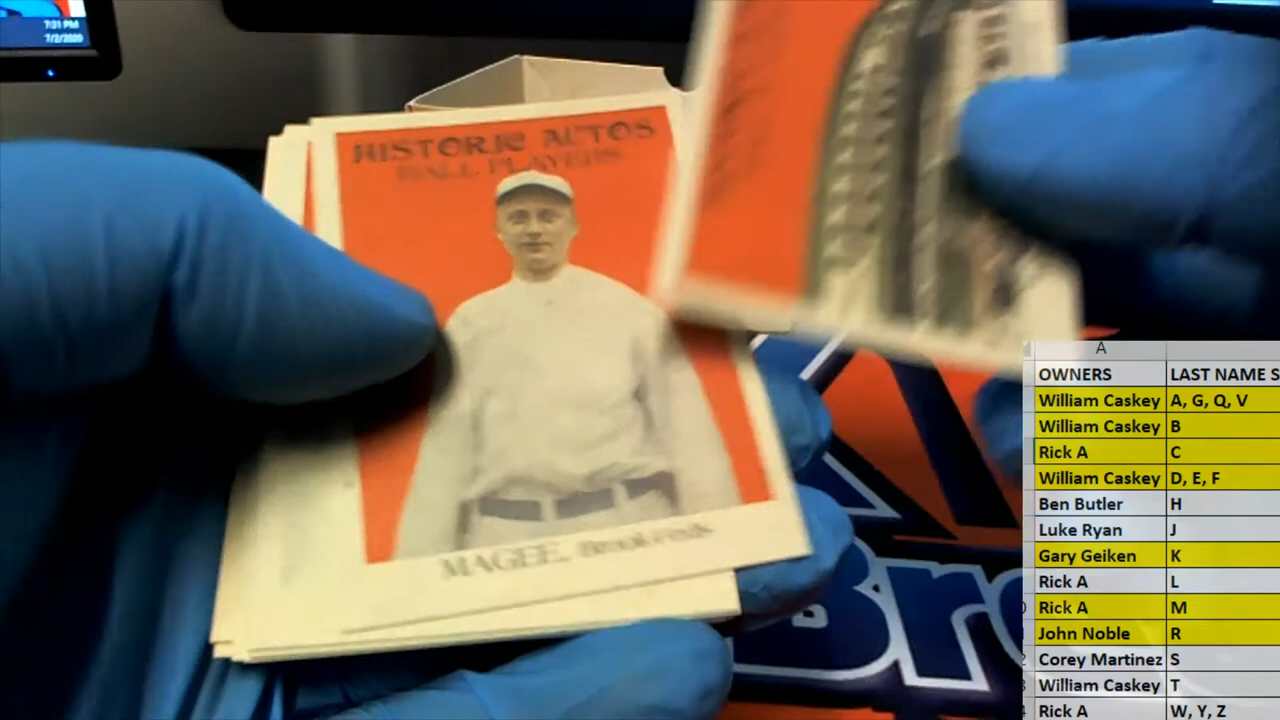 7:31 PM
7/2/2020
HISTORIC AUTOS
BALL PLAYERS
MAGEE,
Bro
A
OWNERS LAST NAME S
William Caskey A, G, Q, V
William Caskey B
Rick A C
William Caskey D, E, F
Ben Butler H
Luke Ryan J
Gary Geiken K
Rick A L
Rick A M
John Noble R
Corey Martinez S
William Caskey T
Rick A W, Y, Z